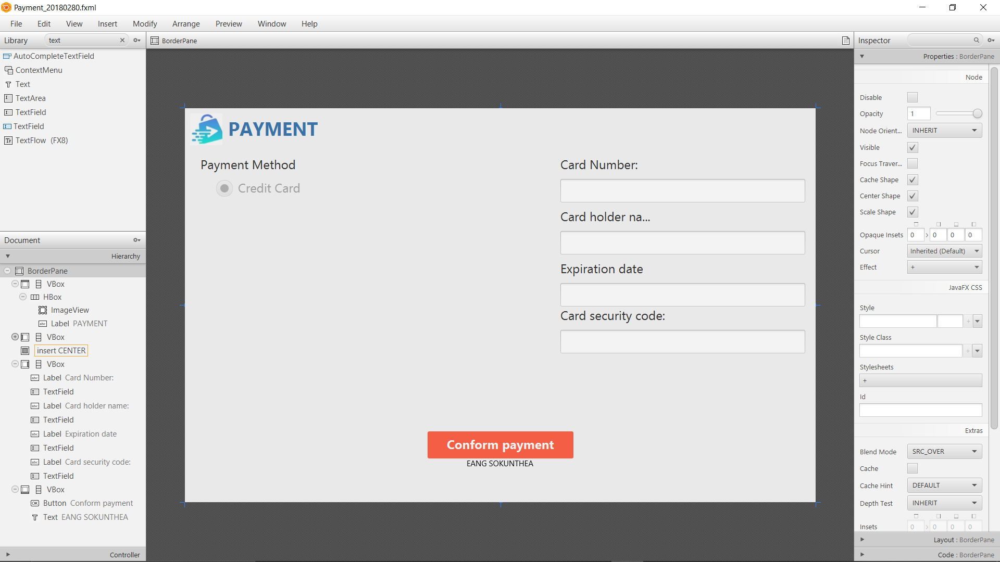 Payment_20180280.fxml
File Edit View Insert Modify Arrange Preview Window Help
Library text
AutoCompleteTextField
ContextMenu
Text
TextArea
TextField
TextField
TextFlow (FX8)
Document
Hierarchy
BorderPane
VBox
HBox
ImageView
Label PAYMENT
VBox
insert CENTER
VBox
Label Card Number:
TextField
Label Card holder name:
TextField
Label Expiration date
TextField
Label Card security code:
TextField
VBox
Button Conform payment
Text EANG SOKUNTHEA
Controller
BorderPane
PAYMENT
Payment Method
Credit Card
Card Number:
Card holder na...
Expiration date
Card security code:
Conform payment
EANG SOKUNTHEA
Inspector
Properties : BorderPane
Node
Disable
Opacity 1
Node Orient... INHERIT
Visible
Focus Traver...
Cache Shape
Center Shape
Scale Shape
Opaque Insets 0 0 0 0
Cursor Inherited (Default)
Effect +
JavaFX CSS
Style
+
Style Class
+
Stylesheets
+
Id
Extras
Blend Mode SRC_OVER
Cache
Cache Hint DEFAULT
Depth Test INHERIT
Insets 0 0 0 0
Layout : BorderPane
Code : BorderPane